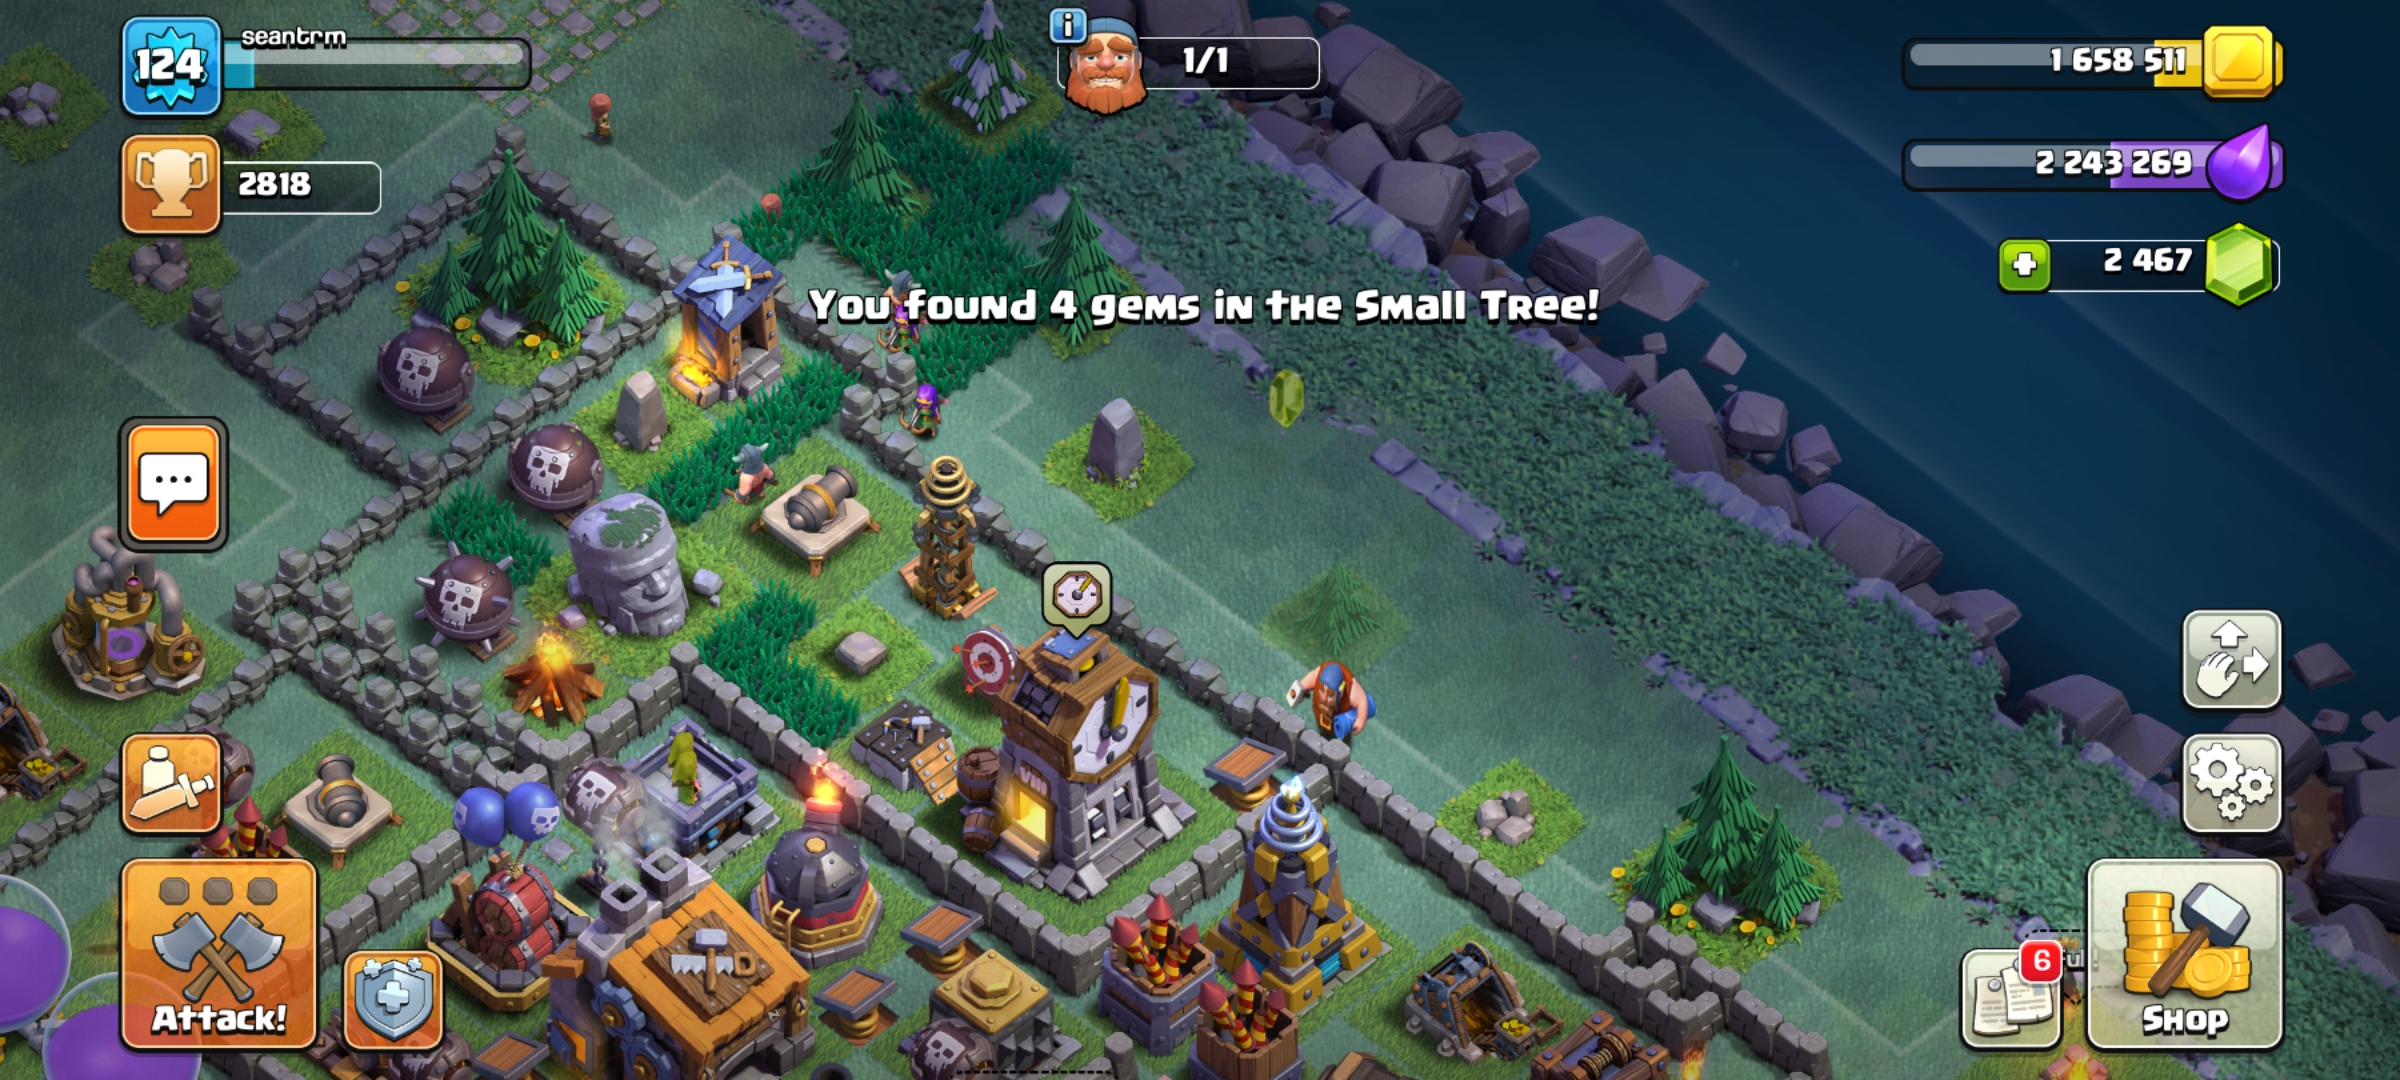 124
seantrm
1/1
1 658 511
2818
2 243 269
2 467
You found 4 gems in the Small Tree!
6
Attack!
Shop